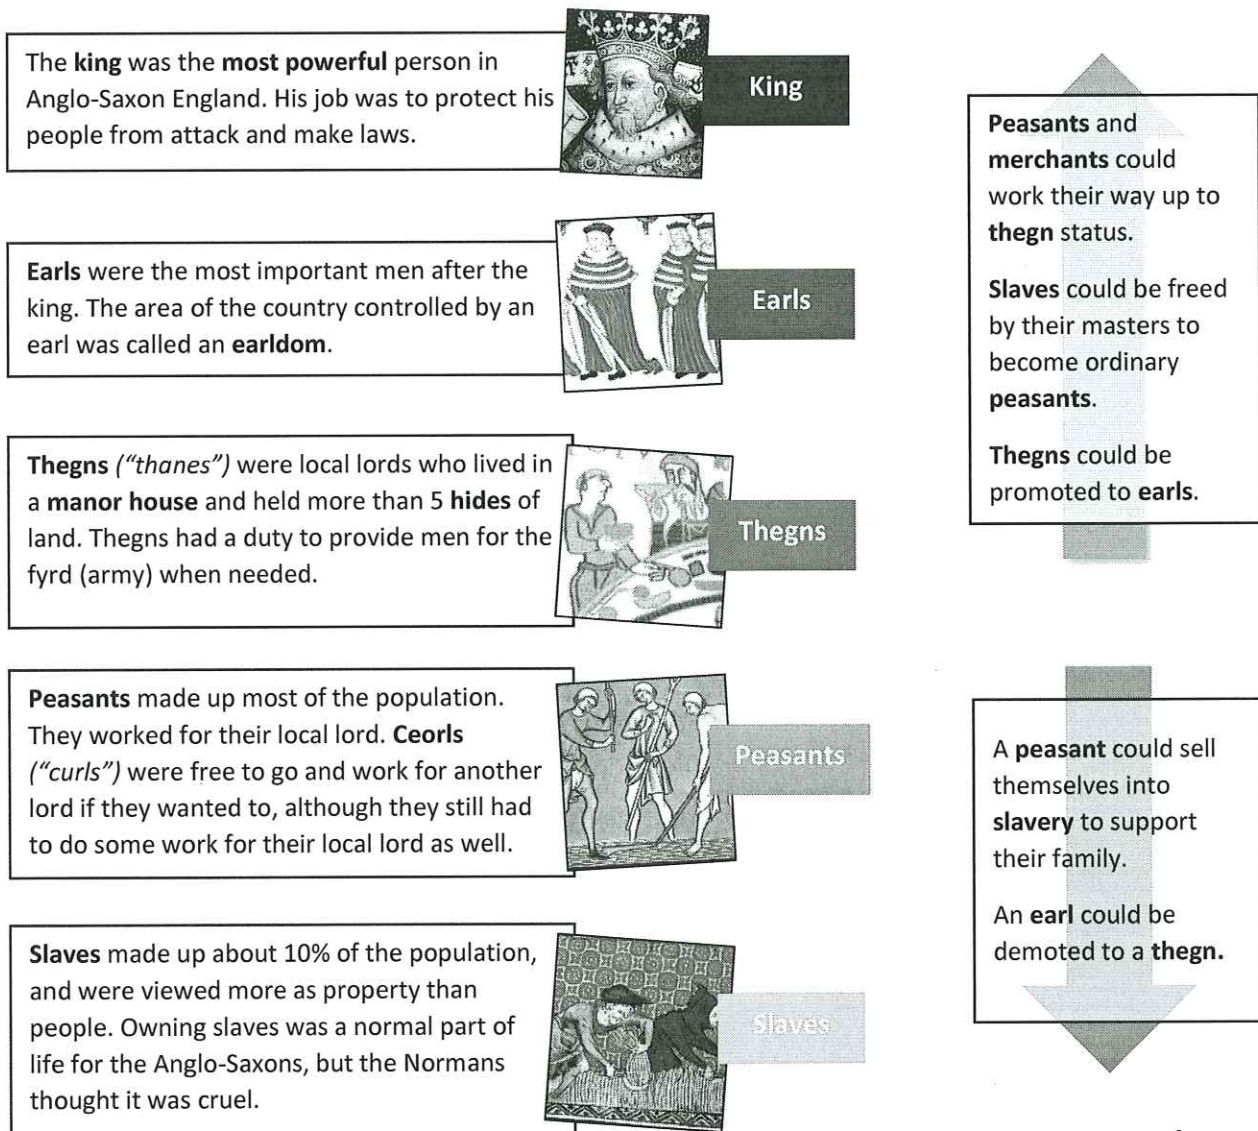 The king was the most powerful person in
Anglo-Saxon England. His job was to protect his
people from attack and make laws.
King
Earls were the most important men after the
king. The area of the country controlled by an
earl was called an earldom.
Earls
Thegns (“thanes”) were local lords who lived in
a manor house and held more than 5 hides of
land. Thegns had a duty to provide men for the
fyrd (army) when needed.
Thegns
Peasants made up most of the population.
They worked for their local lord. Ceorls
(“curls”) were free to go and work for another
lord if they wanted to, although they still had
to do some work for their local lord as well.
Peasants
Slaves made up about 10% of the population,
and were viewed more as property than
people. Owning slaves was a normal part of
life for the Anglo-Saxons, but the Normans
thought it was cruel.
Slaves
Peasants and
merchants could
work their way up to
thegn status.
Slaves could be freed
by their masters to
become ordinary
peasants.
Thegns could be
promoted to earls.
A peasant could sell
themselves into
slavery to support
their family.
An earl could be
demoted to a thegn.